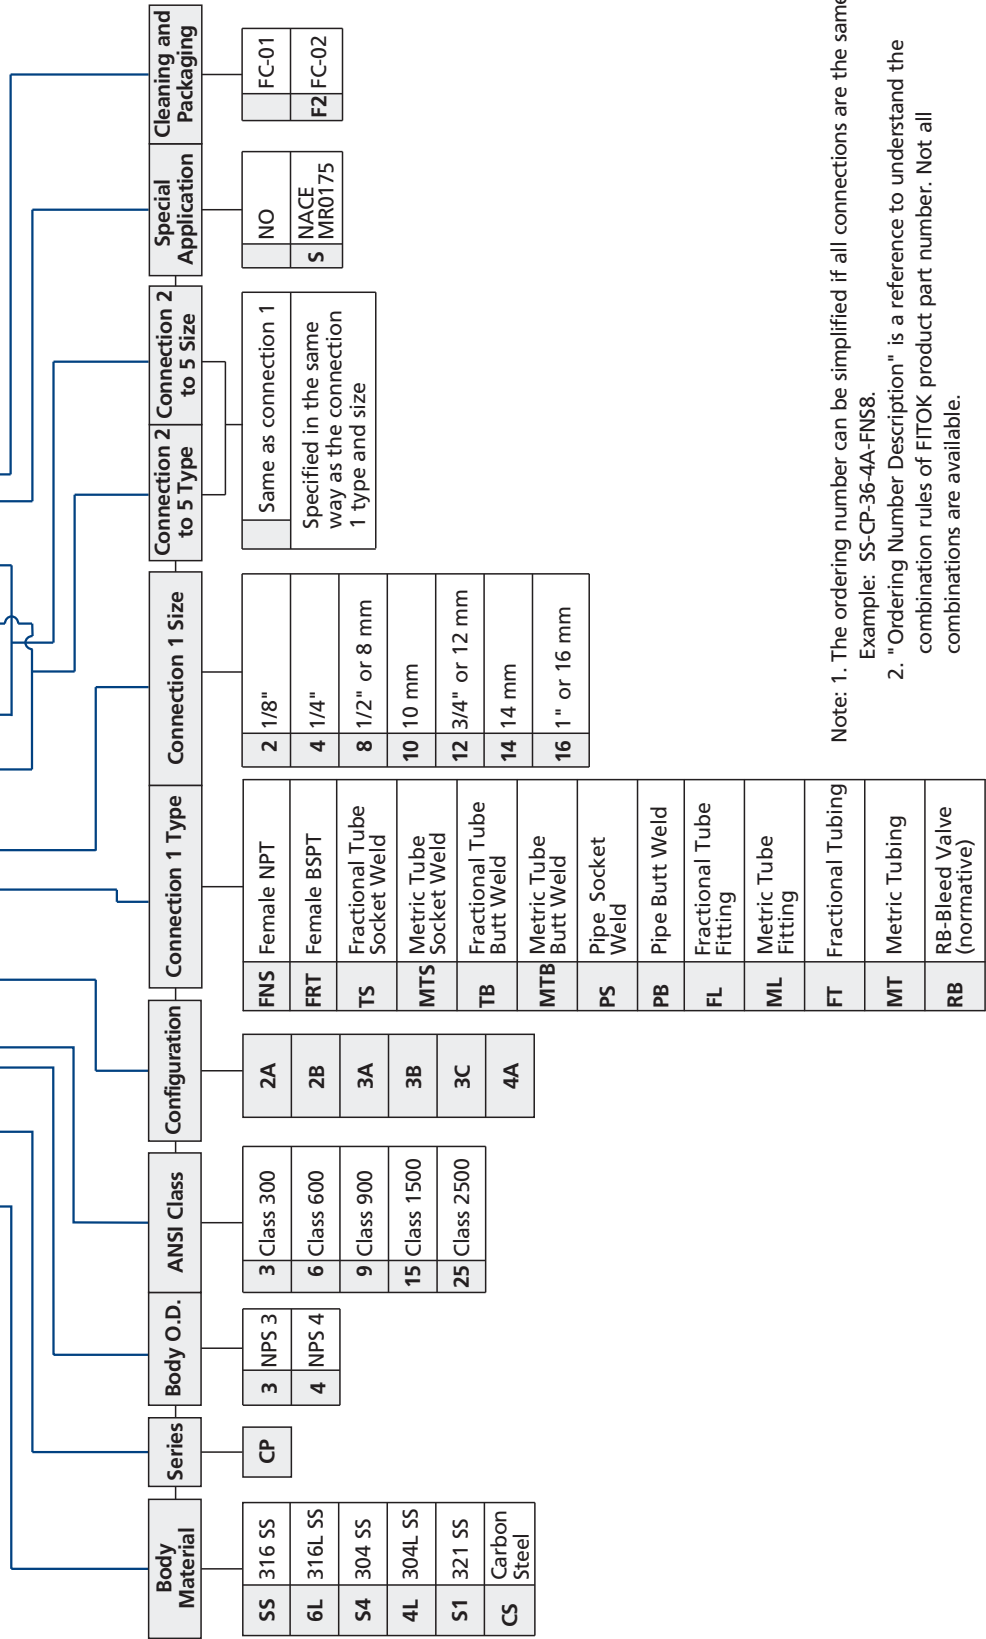 Body
Material
SS 316 SS
6L 316L SS
S4 304 SS
4L 304L SS
S1 321 SS
CS Carbon
Steel
Series
CP
Body O.D.
3 NPS 3
4 NPS 4
ANSI Class
3 Class 300
6 Class 600
9 Class 900
15 Class 1500
25 Class 2500
Configuration
2A
2B
3A
3B
3C
4A
Connection 1 Type
FNS Female NPT
FRT Female BSPT
TS Fractional Tube
Socket Weld
MTS Metric Tube
Socket Weld
TB Fractional Tube
Butt Weld
MTB Metric Tube
Butt Weld
PS Pipe Socket
Weld
PB Pipe Butt Weld
FL Fractional Tube
Fitting
ML Metric Tube
Fitting
FT Fractional Tubing
MT Metric Tubing
RB RB-Bleed Valve
(normative)
Connection 1 Size
2 1/8"
4 1/4"
8 1/2" or 8 mm
10 10 mm
12 3/4" or 12 mm
14 14 mm
16 1" or 16 mm
Connection 2
to 5 Type
Connection 2
to 5 Size
Same as connection 1
Specified in the same
way as the connection
1 type and size
Special
Application
NO
S NACE
MR0175
Cleaning and
Packaging
FC-01
F2 FC-02
Note: 1. The ordering number can be simplified if all connections are the same
Example: SS-CP-36-4A-FNS8.
2. "Ordering Number Description" is a reference to understand the
combination rules of FITOK product part number. Not all
combinations are available.